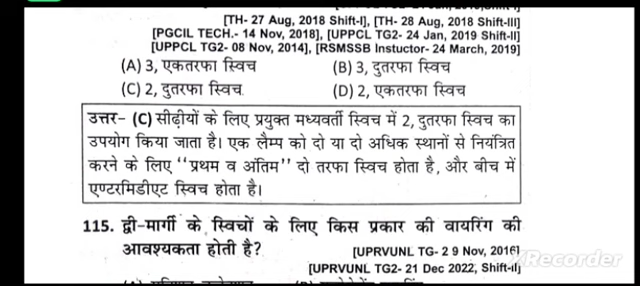 [TH- 27 Aug, 2018 Shift-I], [TH- 28 Aug, 2018 Shift-III]
[PGCIL TECH.- 14 Nov, 2018], [UPPCL TG2- 24 Jan, 2019 Shift-II]
[UPPCL TG2- 08 Nov, 2014], [RSMSSB Instuctor- 24 March, 2019]
(A) 3, एकतरफा स्विच (B) 3, दुतरफा स्विच
(C) 2, दुतरफा स्विच (D) 2, एकतरफा स्विच
उत्तर- (C) सीढ़ीयों के लिए प्रयुक्त मध्यवर्ती स्विच में 2, दुतरफा स्विच का
उपयोग किया जाता है। एक लैम्प को दो या दो अधिक स्थानों से नियंत्रित
करने के लिए "प्रथम व अंतिम" दो तरफा स्विच होता है, और बीच में
एण्टरमिडीएट स्विच होता है।
115. द्वी-मार्गी के स्विचों के लिए किस प्रकार की वायरिंग की
आवश्यकता होती है? [UPRVUNL TG- 2 9 Nov, 2016]
XRecorder
[UPRVUNL TG2- 21 Dec 2022, Shift-II]